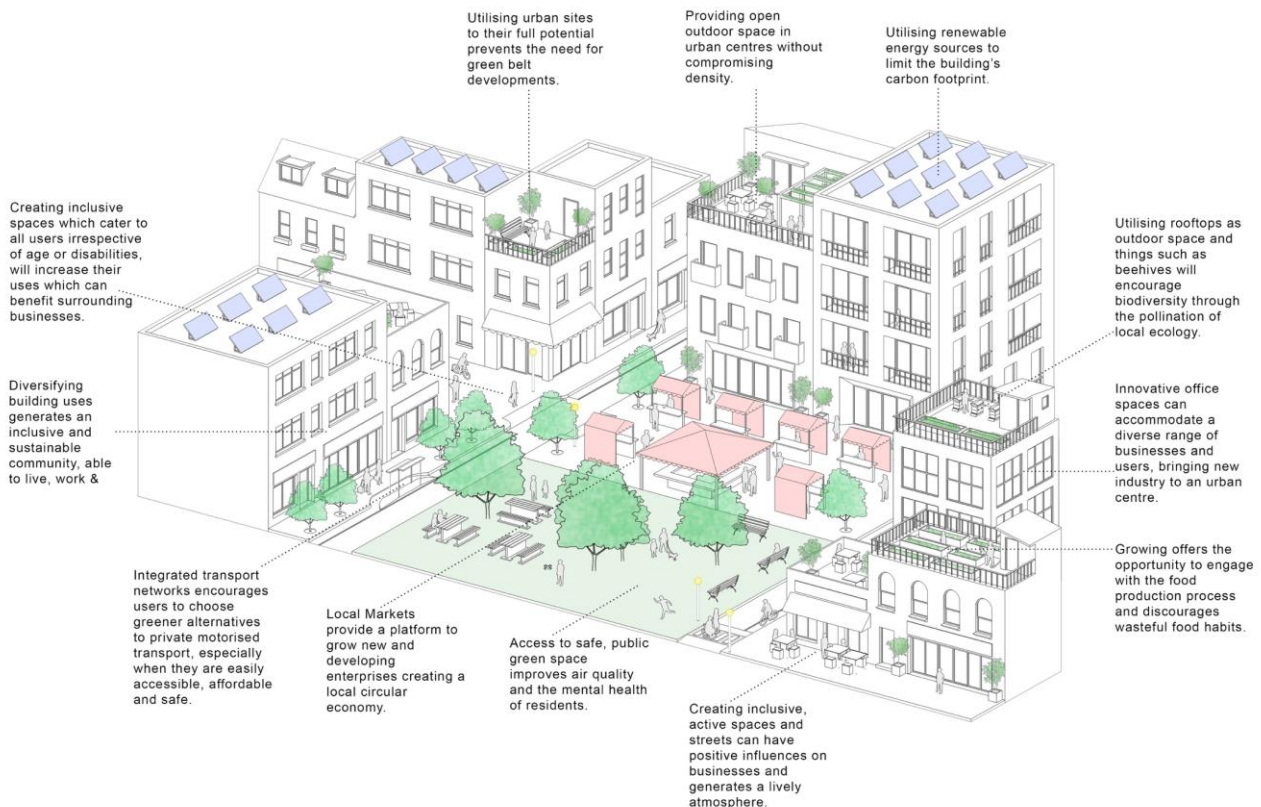 Utilising urban sites
to their full potential
prevents the need for
green belt
developments.
Providing open
outdoor space in
urban centres without
compromising
density.
Utilising renewable
energy sources to
limit the building's
carbon footprint.
Creating inclusive
spaces which cater to
all users irrespective
of age or disabilities,
will increase their
uses which can
benefit surrounding
businesses.
Utilising rooftops as
outdoor space and
things such as
beehives will
encourage
biodiversity through
the pollination of
local ecology.
Diversifying
building uses
generates an
inclusive and
sustainable
community, able
to live, work &
Innovative office
spaces can
accommodate a
diverse range of
businesses and
users, bringing new
industry to an urban
centre.
Growing offers the
opportunity to engage
with the food
production process
and discourages
wasteful food habits.
Integrated transport
networks encourages
users to choose
greener alternatives
to private motorised
transport, especially
when they are easily
accessible, affordable
and safe.
Local Markets
provide a platform to
grow new and
developing
enterprises creating a
local circular
economy.
Access to safe, public
green space
improves air quality
and the mental health
of residents.
Creating inclusive,
active spaces and
streets can have
positive influences on
businesses and
generates a lively
atmosphere.